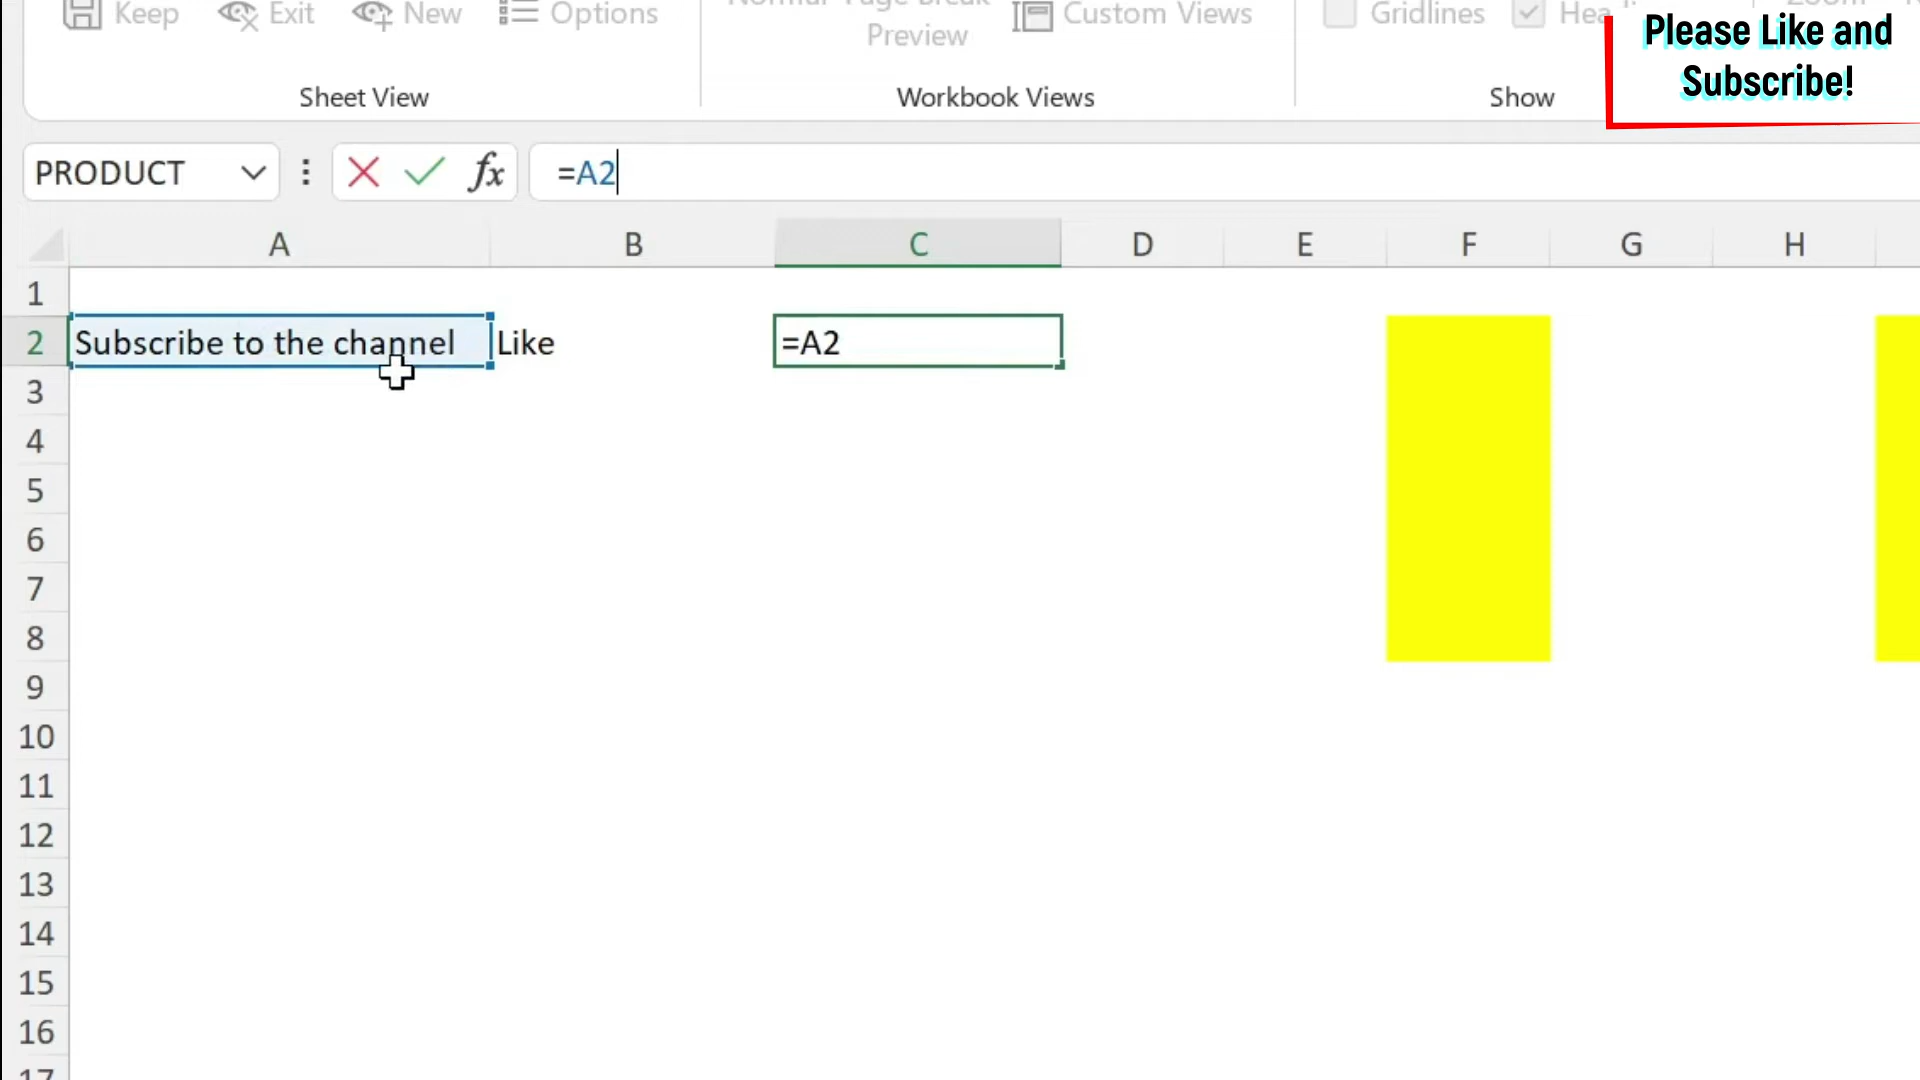 Keep Exit New Options
Preview
Custom Views
Gridlines
Sheet View
Workbook Views
Show
Please Like and
Subscribe!
PRODUCT
fx
=A2
A B C D E F G H
1
2 Subscribe to the channel Like =A2
3
4
5
6
7
8
9
10
11
12
13
14
15
16